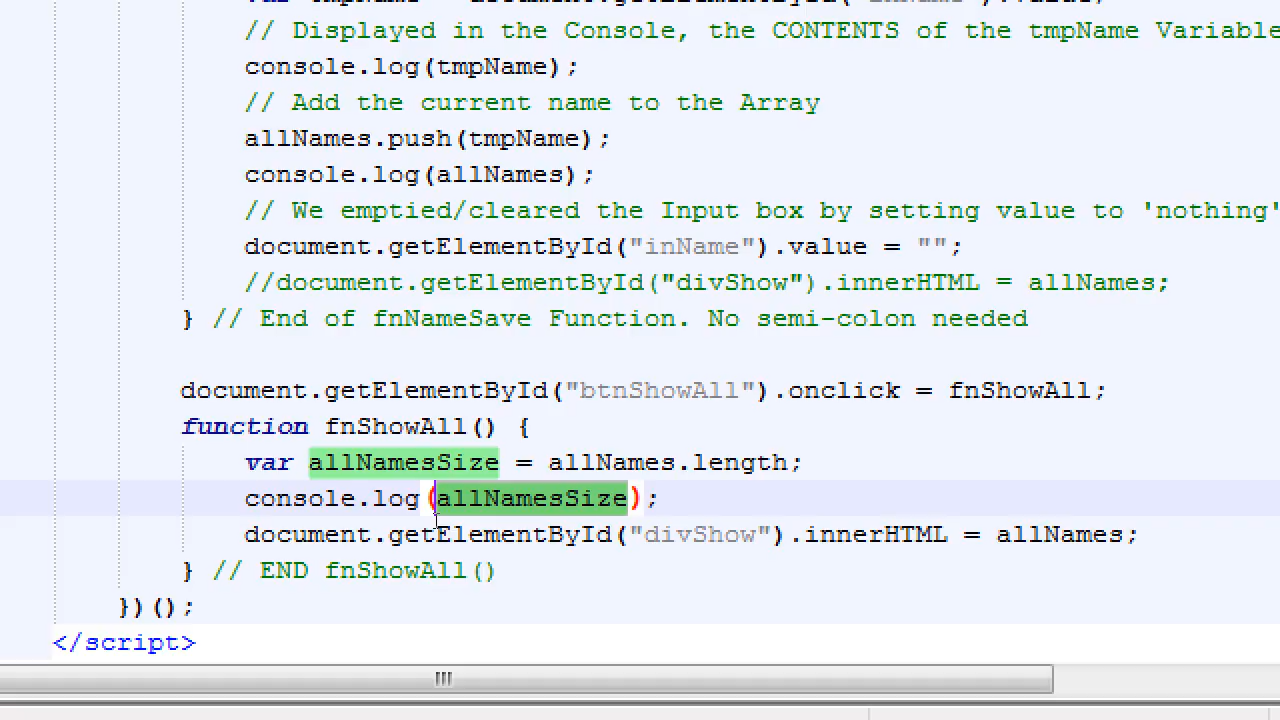 // Displayed in the Console, the CONTENTS of the tmpName Variable
console.log(tmpName);
// Add the current name to the Array
allNames.push(tmpName);
console.log(allNames);
// We emptied/cleared the Input box by setting value to 'nothing'
document.getElementById("inName").value = "";
//document.getElementById("divShow").innerHTML = allNames;
} // End of fnNameSave Function. No semi-colon needed
document.getElementById("btnShowAll").onclick = fnShowAll;
function fnShowAll() {
var allNamesSize = allNames.length;
console.log(allNamesSize);
document.getElementById("divShow").innerHTML = allNames;
} // END fnShowAll()
})();
</script>